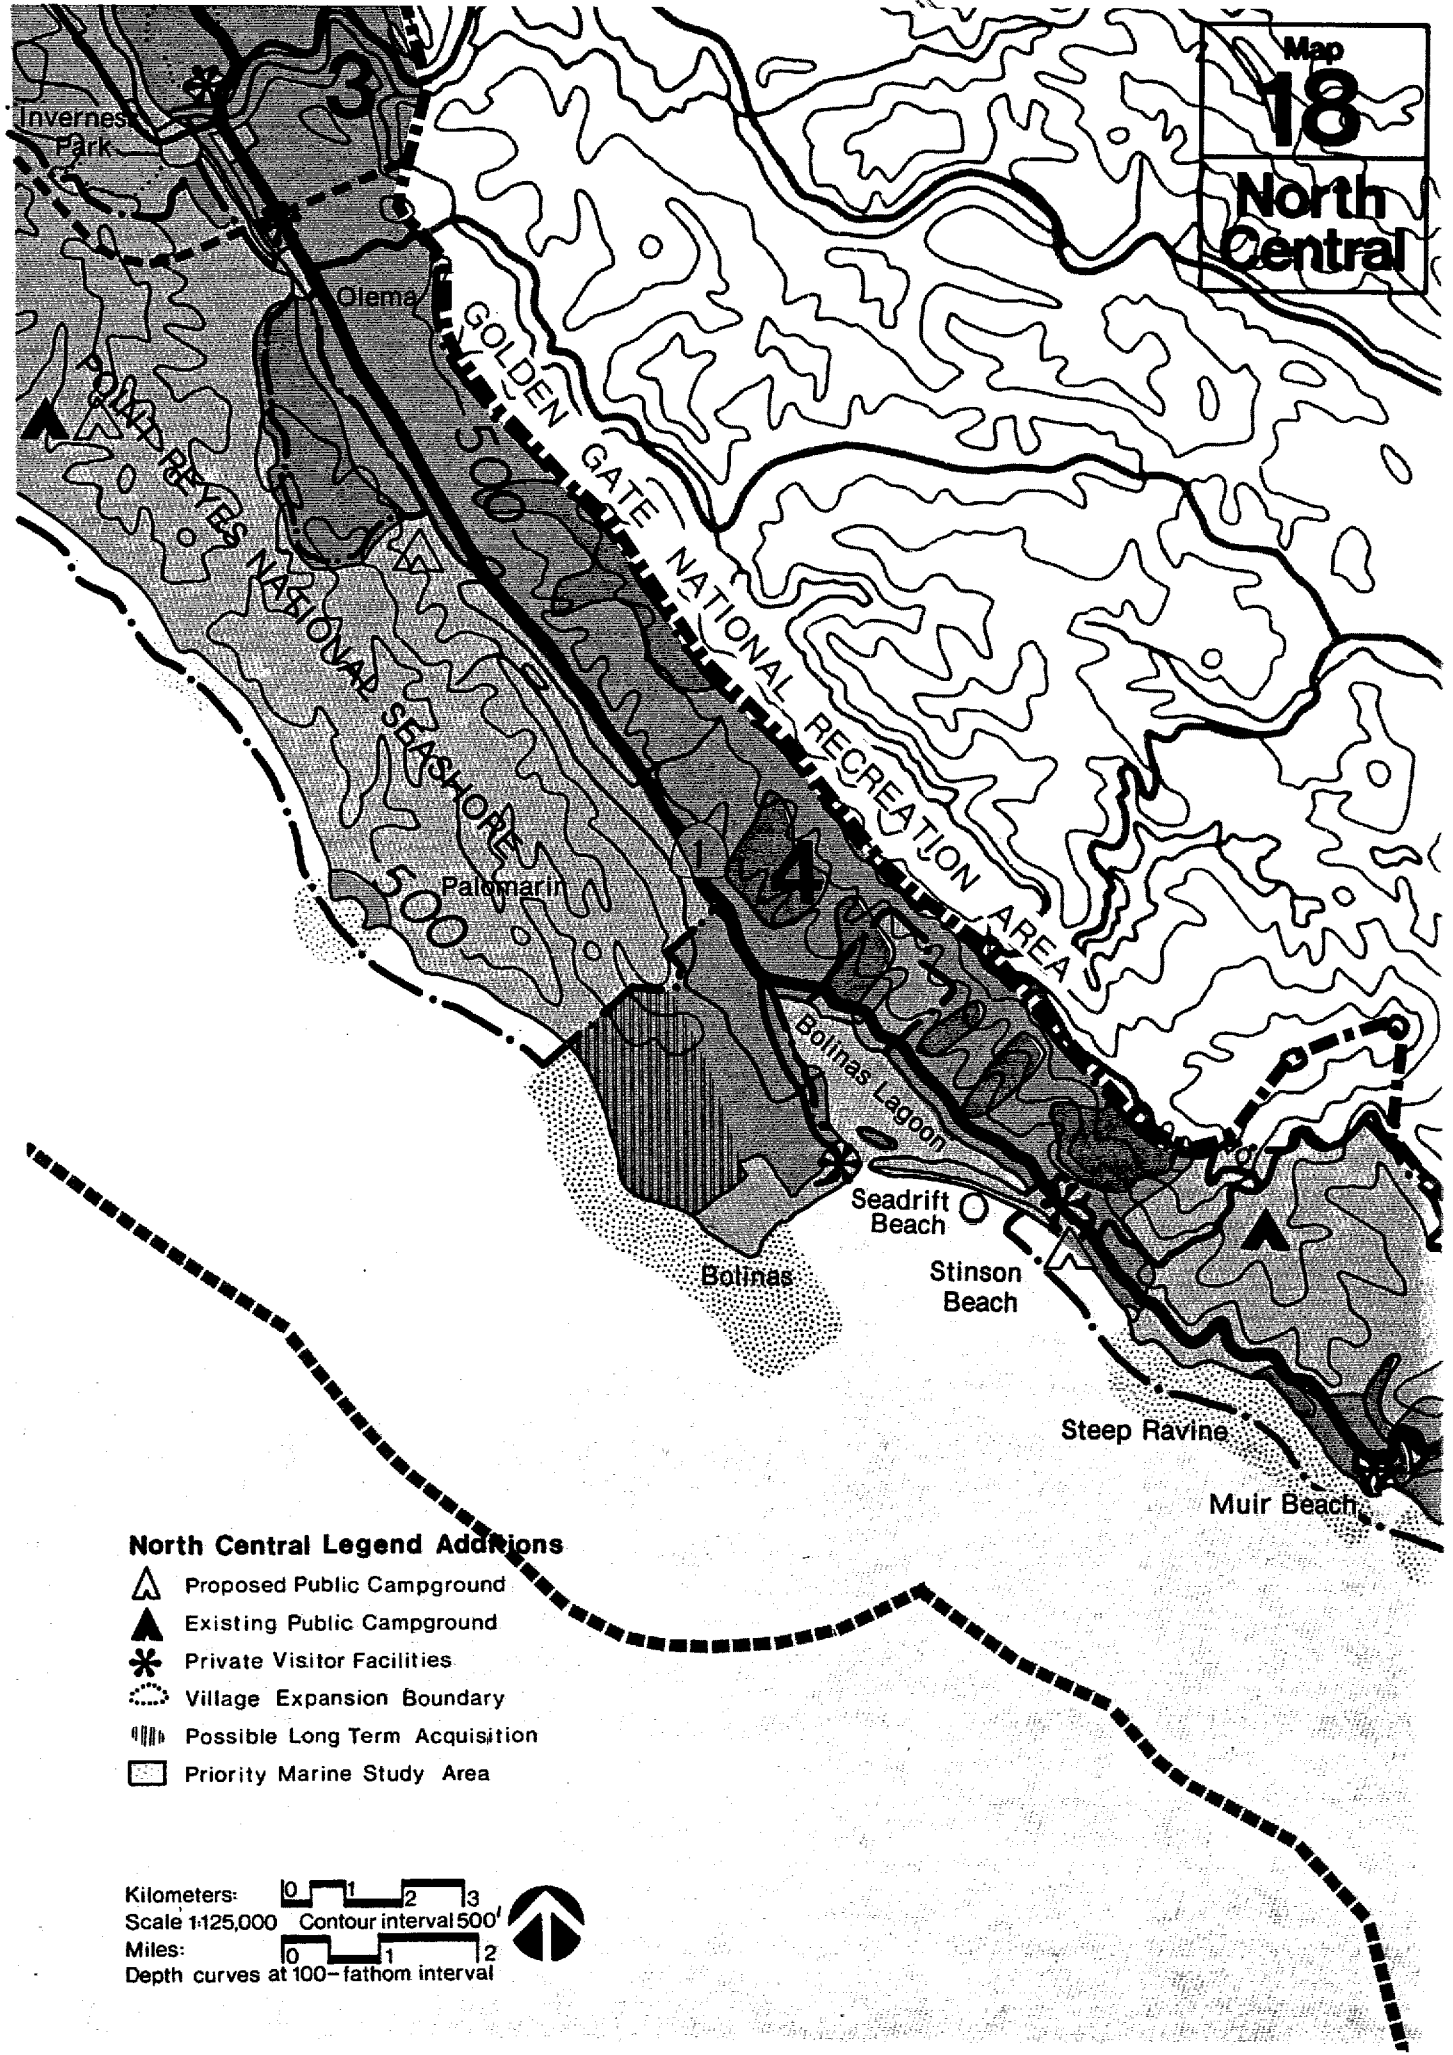 Map
18
North
Central
3
Inverness
Park
Olema
POINT REYES NATIONAL SEASHORE
GOLDEN GATE NATIONAL RECREATION AREA
500
1
4
Palomarin
500
Bolinas Lagoon
Seadrift
Beach
Bolinas
Stinson
Beach
Steep Ravine
Muir Beach
North Central Legend Additions
Proposed Public Campground
Existing Public Campground
Private Visitor Facilities
Village Expansion Boundary
Possible Long Term Acquisition
Priority Marine Study Area
Kilometers: 0 1 2 3
Scale 1:125,000 Contour interval 500'
Miles: 0 1 2
Depth curves at 100-fathom interval